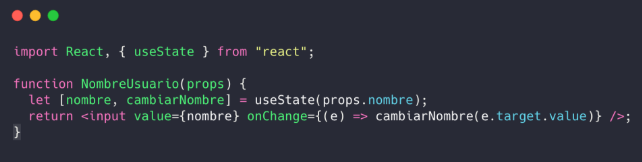 import React, { useState } from "react";
function NombreUsuario(props) {
let [nombre, cambiarNombre] = useState(props.nombre);
return <input value={nombre} onChange={(e) => cambiarNombre(e.target.value)} />;
}